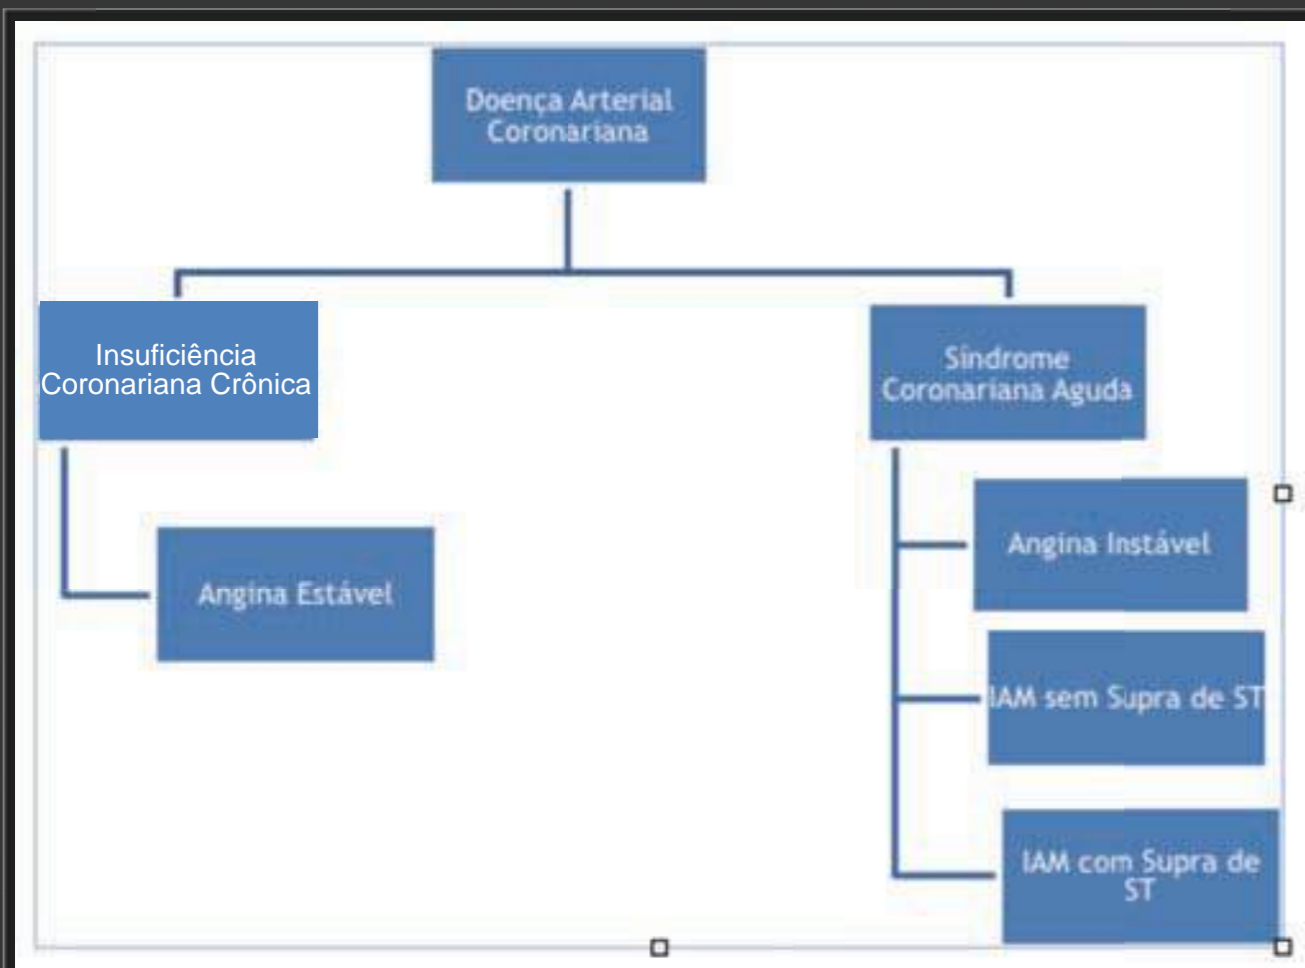 Doença Arterial
Coronariana
Insuficiência
Coronariana Crônica
Síndrome
Coronariana Aguda
Angina Estável
Angina Instável
IAM sem Supra de ST
IAM com Supra de
ST